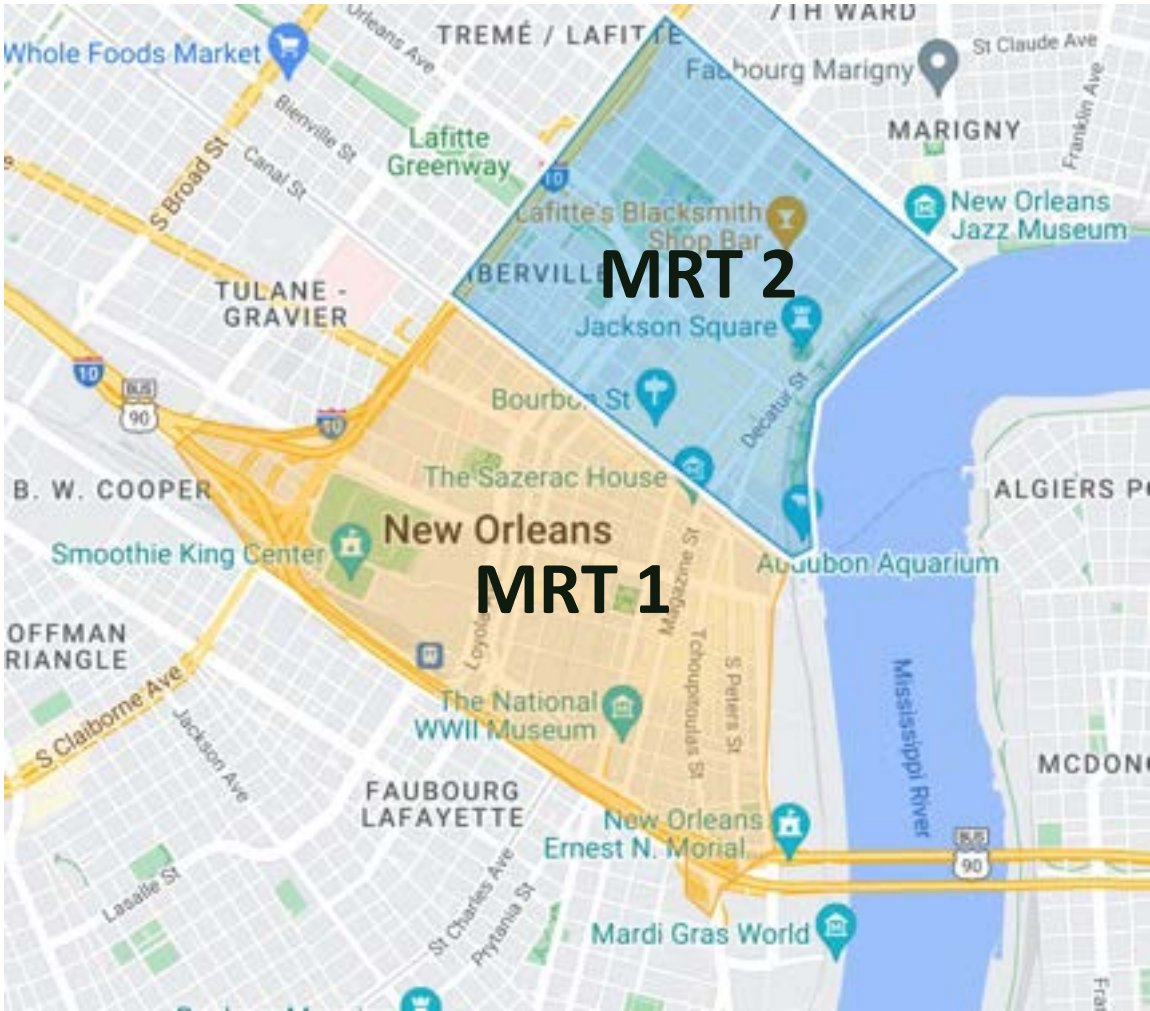 7TH WARD
Orleans Ave
TREMÉ / LAFITTE
St Claude Ave
Whole Foods Market
Faubourg Marigny
Franklin Ave
Bienville St
Lafitte
Greenway
MARIGNY
S Broad St
Canal St
10
Lafitte's Blacksmith
Shop Bar
New Orleans
Jazz Museum
IBERVILLE
MRT 2
TULANE -
GRAVIER
Jackson Square
10
BUS
90
Bourbon St
Decatur St
10
The Sazerac House
B. W. COOPER
ALGIERS PO
New Orleans
Smoothie King Center
Magazine St
Audubon Aquarium
MRT 1
OFFMAN
RIANGLE
Loyola
Tchoupitoulas St
S Peters St
Mississippi River
S Claiborne Ave
Jackson Ave
The National
WWII Museum
MCDONO
FAUBOURG
LAFAYETTE
New Orleans
Ernest N. Morial...
BUS
90
Lasalle St
St Charles Ave
Prytania St
Mardi Gras World
Fra